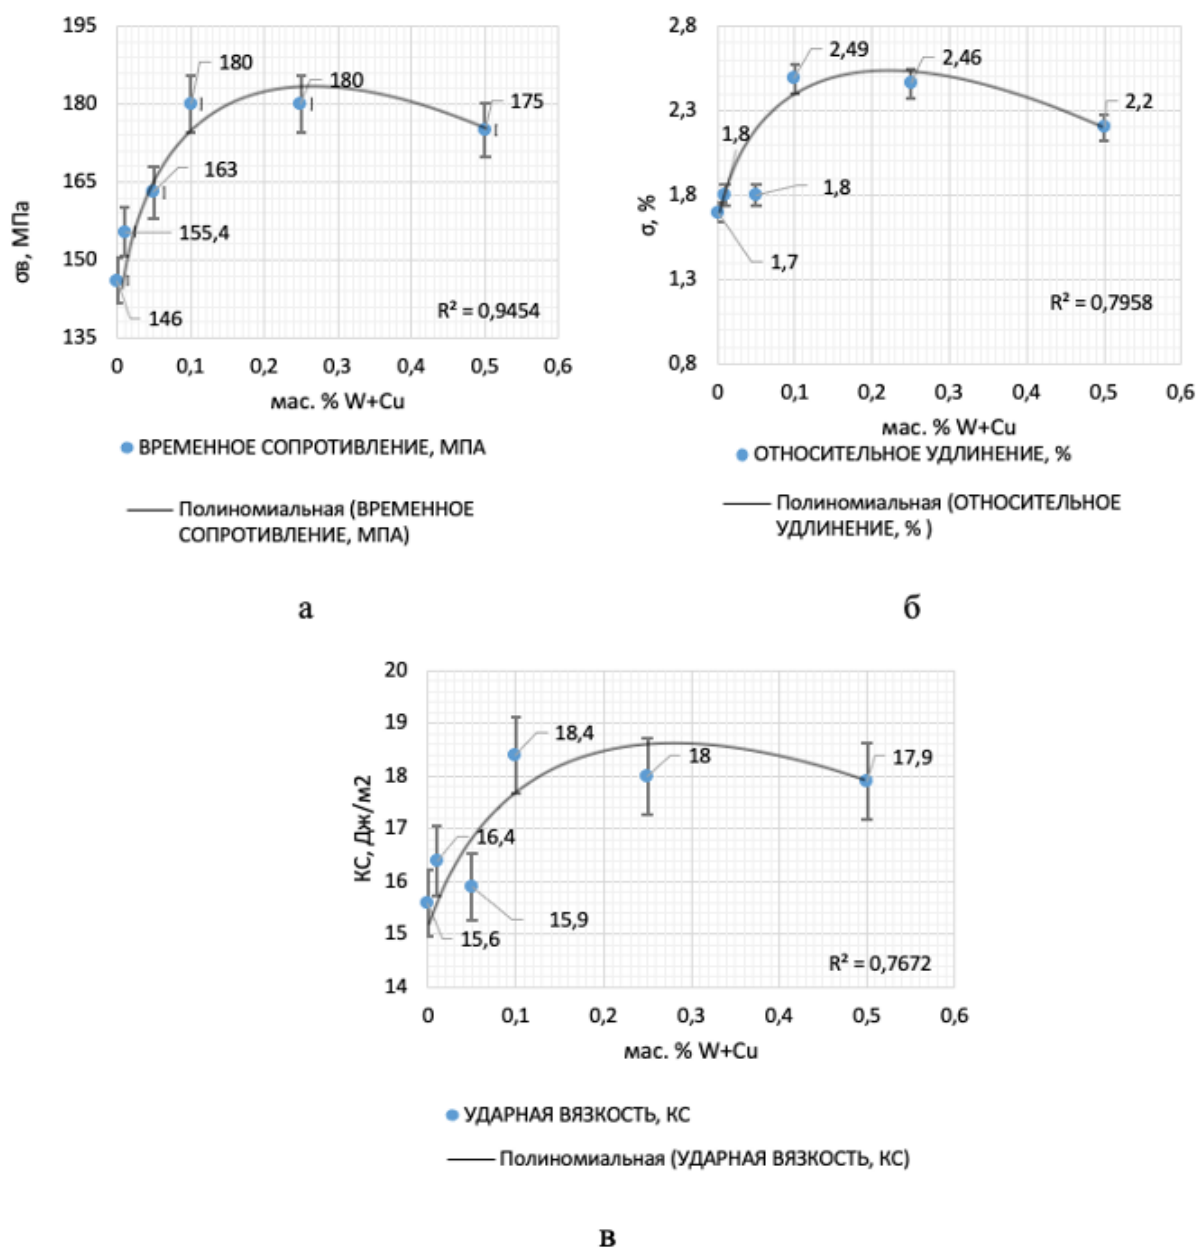 195
180
165
150
135
σв, МПа
180
180
175
163
155,4
146
R² = 0,9454
0 0,1 0,2 0,3 0,4 0,5 0,6
мас. % W+Cu
ВРЕМЕННОЕ СОПРОТИВЛЕНИЕ, МПА
Полиномиальная (ВРЕМЕННОЕ
СОПРОТИВЛЕНИЕ, МПА)
а
2,8
2,3
1,8
1,3
0,8
σ, %
2,49
2,46
2,2
1,8
1,8
1,7
R² = 0,7958
0 0,1 0,2 0,3 0,4 0,5 0,6
мас. % W+Cu
ОТНОСИТЕЛЬНОЕ УДЛИНЕНИЕ, %
Полиномиальная (ОТНОСИТЕЛЬНОЕ
УДЛИНЕНИЕ, % )
б
20
19
18
17
16
15
14
КС, Дж/м2
18,4
18
17,9
16,4
15,9
15,6
R² = 0,7672
0 0,1 0,2 0,3 0,4 0,5 0,6
мас. % W+Cu
УДАРНАЯ ВЯЗКОСТЬ, КС
Полиномиальная (УДАРНАЯ ВЯЗКОСТЬ, КС)
в